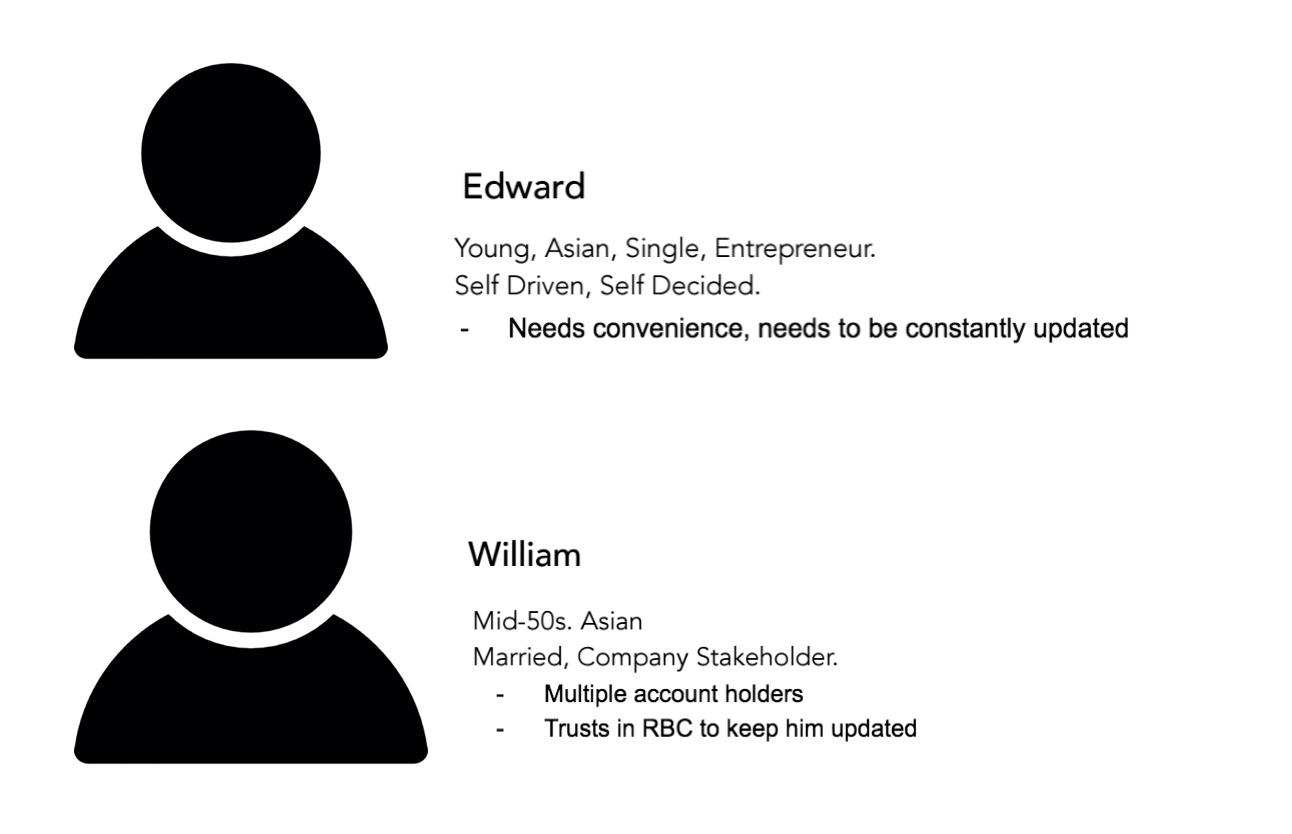 Edward
Young, Asian, Single, Entrepreneur.
Self Driven, Self Decided.
- Needs convenience, needs to be constantly updated
William
Mid-50s. Asian
Married, Company Stakeholder.
- Multiple account holders
- Trusts in RBC to keep him updated